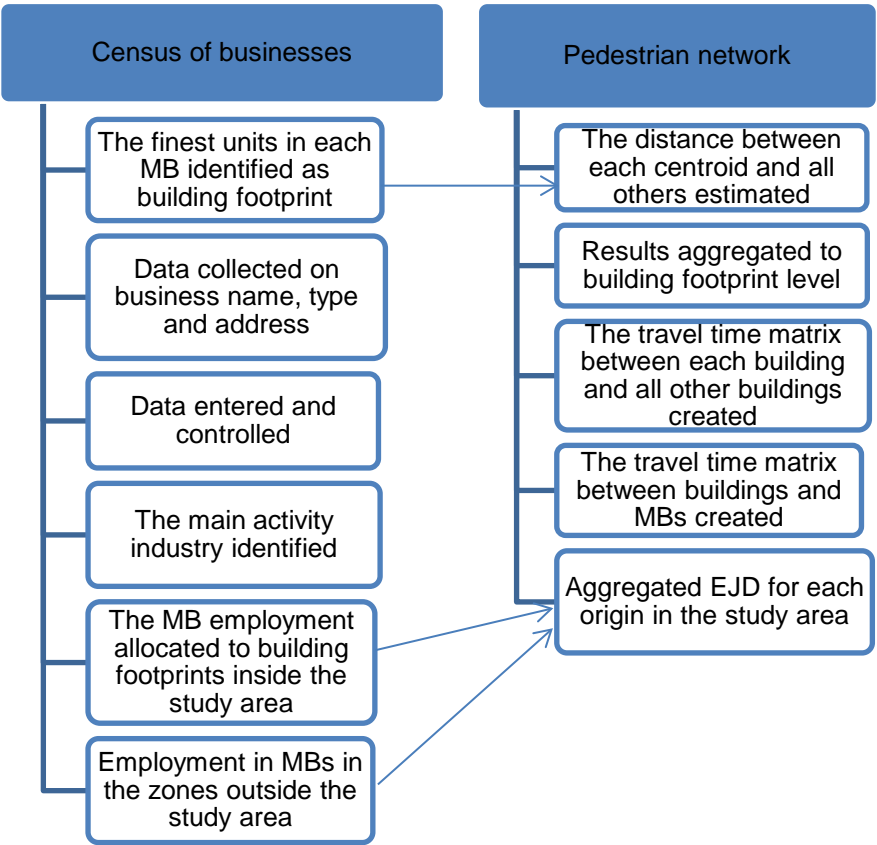 Census of businesses
The finest units in each
MB identified as
building footprint
Data collected on
business name, type
and address
Data entered and
controlled
The main activity
industry identified
The MB employment
allocated to building
footprints inside the
study area
Employment in MBs in
the zones outside the
study area
Pedestrian network
The distance between
each centroid and all
others estimated
Results aggregated to
building footprint level
The travel time matrix
between each building
and all other buildings
created
The travel time matrix
between buildings and
MBs created
Aggregated EJD for each
origin in the study area